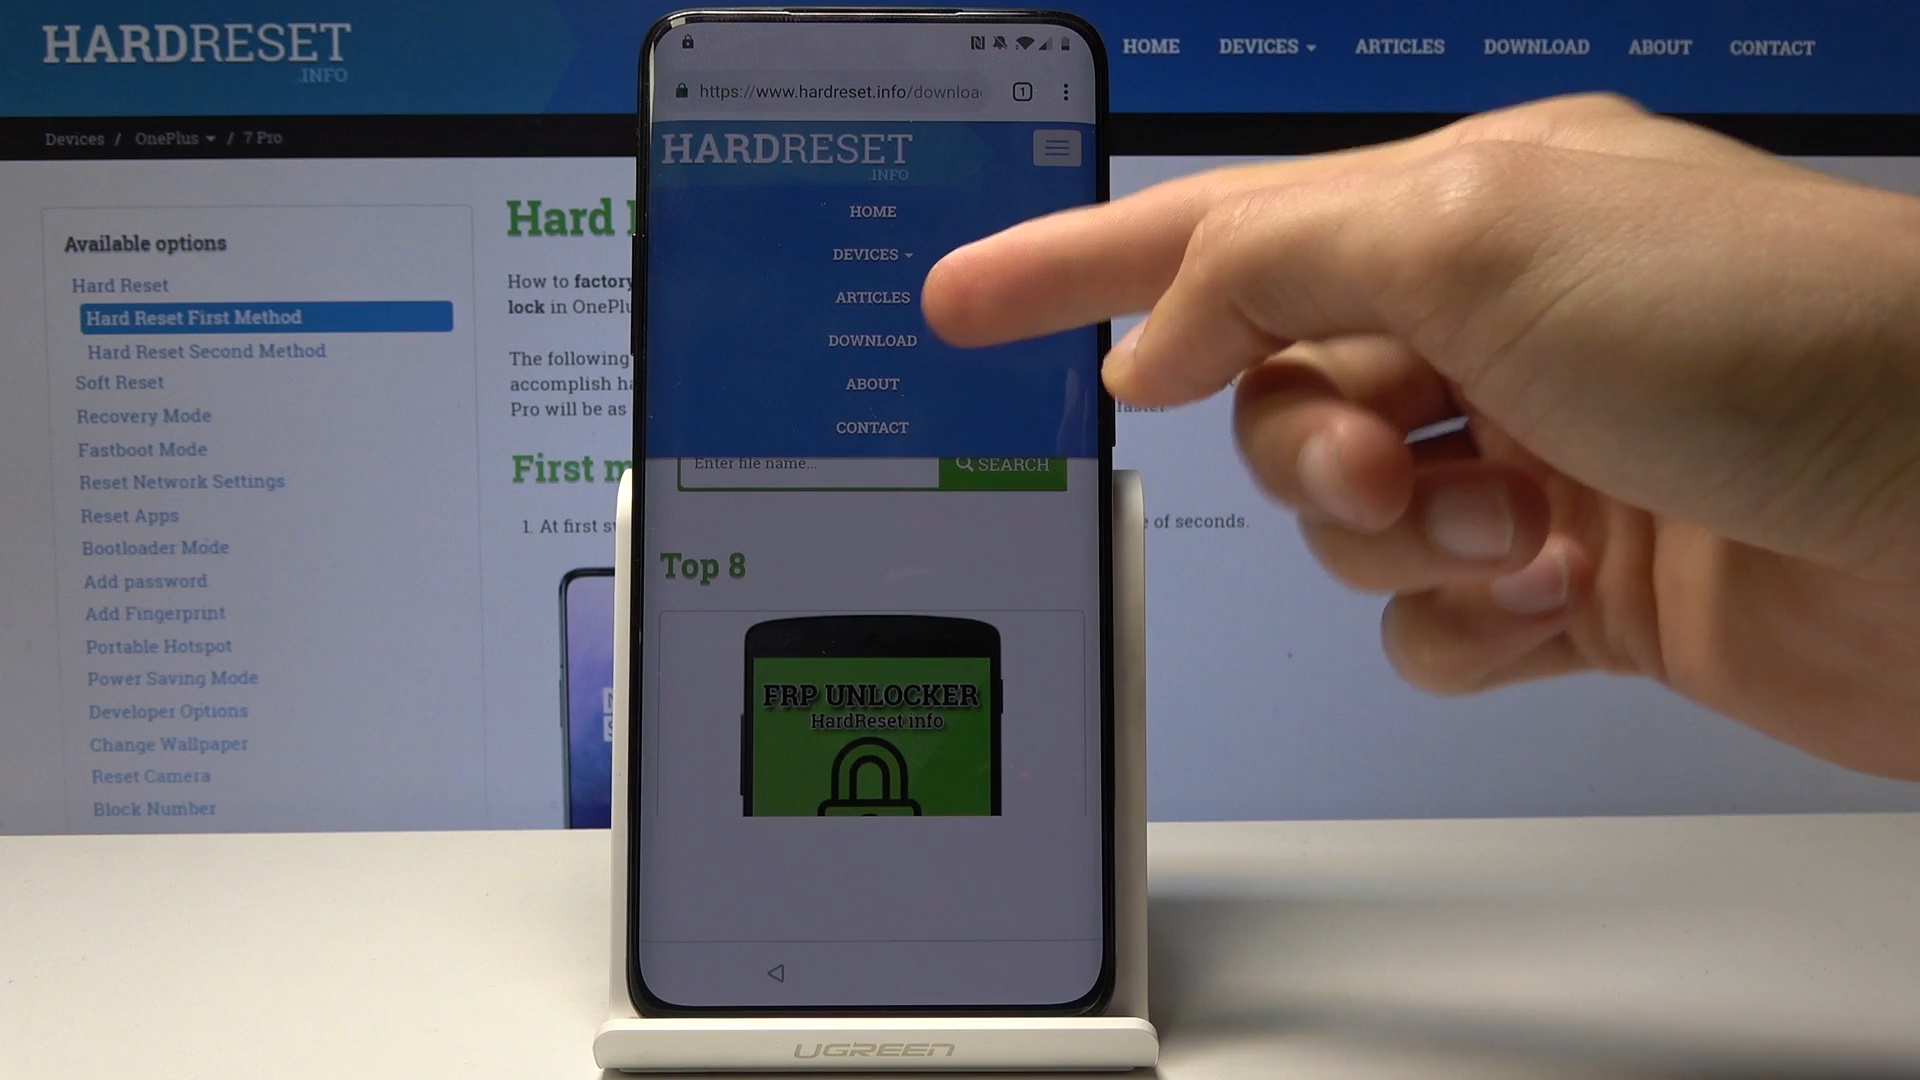 HARDRESET
.INFO
HOME
DEVICES
ARTICLES
DOWNLOAD
ABOUT
CONTACT
Devices / OnePlus / 7 Pro
Available options
Hard Reset
Hard Reset First Method
Hard Reset Second Method
Soft Reset
Recovery Mode
Fastboot Mode
Reset Network Settings
Reset Apps
Bootloader Mode
Add password
Add Fingerprint
Portable Hotspot
Power Saving Mode
Developer Options
Change Wallpaper
Reset Camera
Block Number
Hard
How to factory
lock in OnePlu
The following
accomplish ha
Pro will be as
First m
1. At first
of seconds.
https://www.hardreset.info/downloa
1
HARDRESET
.INFO
HOME
DEVICES
ARTICLES
DOWNLOAD
ABOUT
CONTACT
Enter file name...
SEARCH
Top 8
FRP UNLOCKER
HardReset info
UGREEN